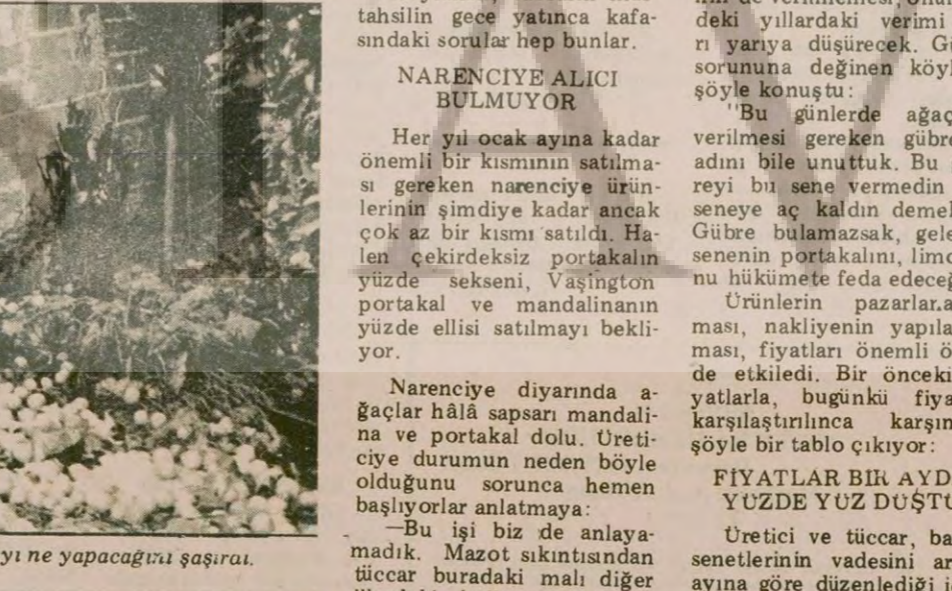 yı ne yapacağını şaşırdı.
tahsilin gece yatınca kafa-
sındaki sorular hep bunlar.
NARENCİYE ALICI
BULMUYOR
Her yıl ocak ayına kadar
önemli bir kısmının satılma-
sı gereken narenciye ürün-
lerinin şimdiye kadar ancak
çok az bir kısmı satıldı. Ha-
len çekirdeksiz portakalın
yüzde sekseni, Vaşington
portakal ve mandalinanın
yüzde ellisi satılmayı bekli-
yor.
Narenciye diyarında a-
ğaçlar hâlâ sapsarı mandali-
na ve portakal dolu. Üreti-
ciye durumun neden böyle
olduğunu sorunca hemen
başlıyorlar anlatmaya:
—Bu işi biz de anlaya-
madık. Mazot sıkıntısından
tüccar buradaki malı diğer
deki yıllardaki verimi
rı yarıya düşürecek. Gü
sorununa değinen köyl
şöyle konuştu:
"Bu günlerde ağaç
verilmesi gereken gübre
adını bile unuttuk. Bu
reyi bu sene vermedin
seneye aç kaldın demek
Gübre bulamazsak, gele
senenin portakalını, limo
nu hükümete feda edeceğ
Ürünlerin pazarlana
ması, nakliyenin yapıla
ması, fiyatları önemli ö
de etkiledi. Bir önceki
yatlarla, bugünkü fiya
karşılaştırılınca karşın
şöyle bir tablo çıkıyor:
FİYATLAR BİR AYD
YÜZDE YÜZ DÜŞTÜ
Üretici ve tüccar, ba
senetlerinin vadesini ar
ayına göre düzenlediği i